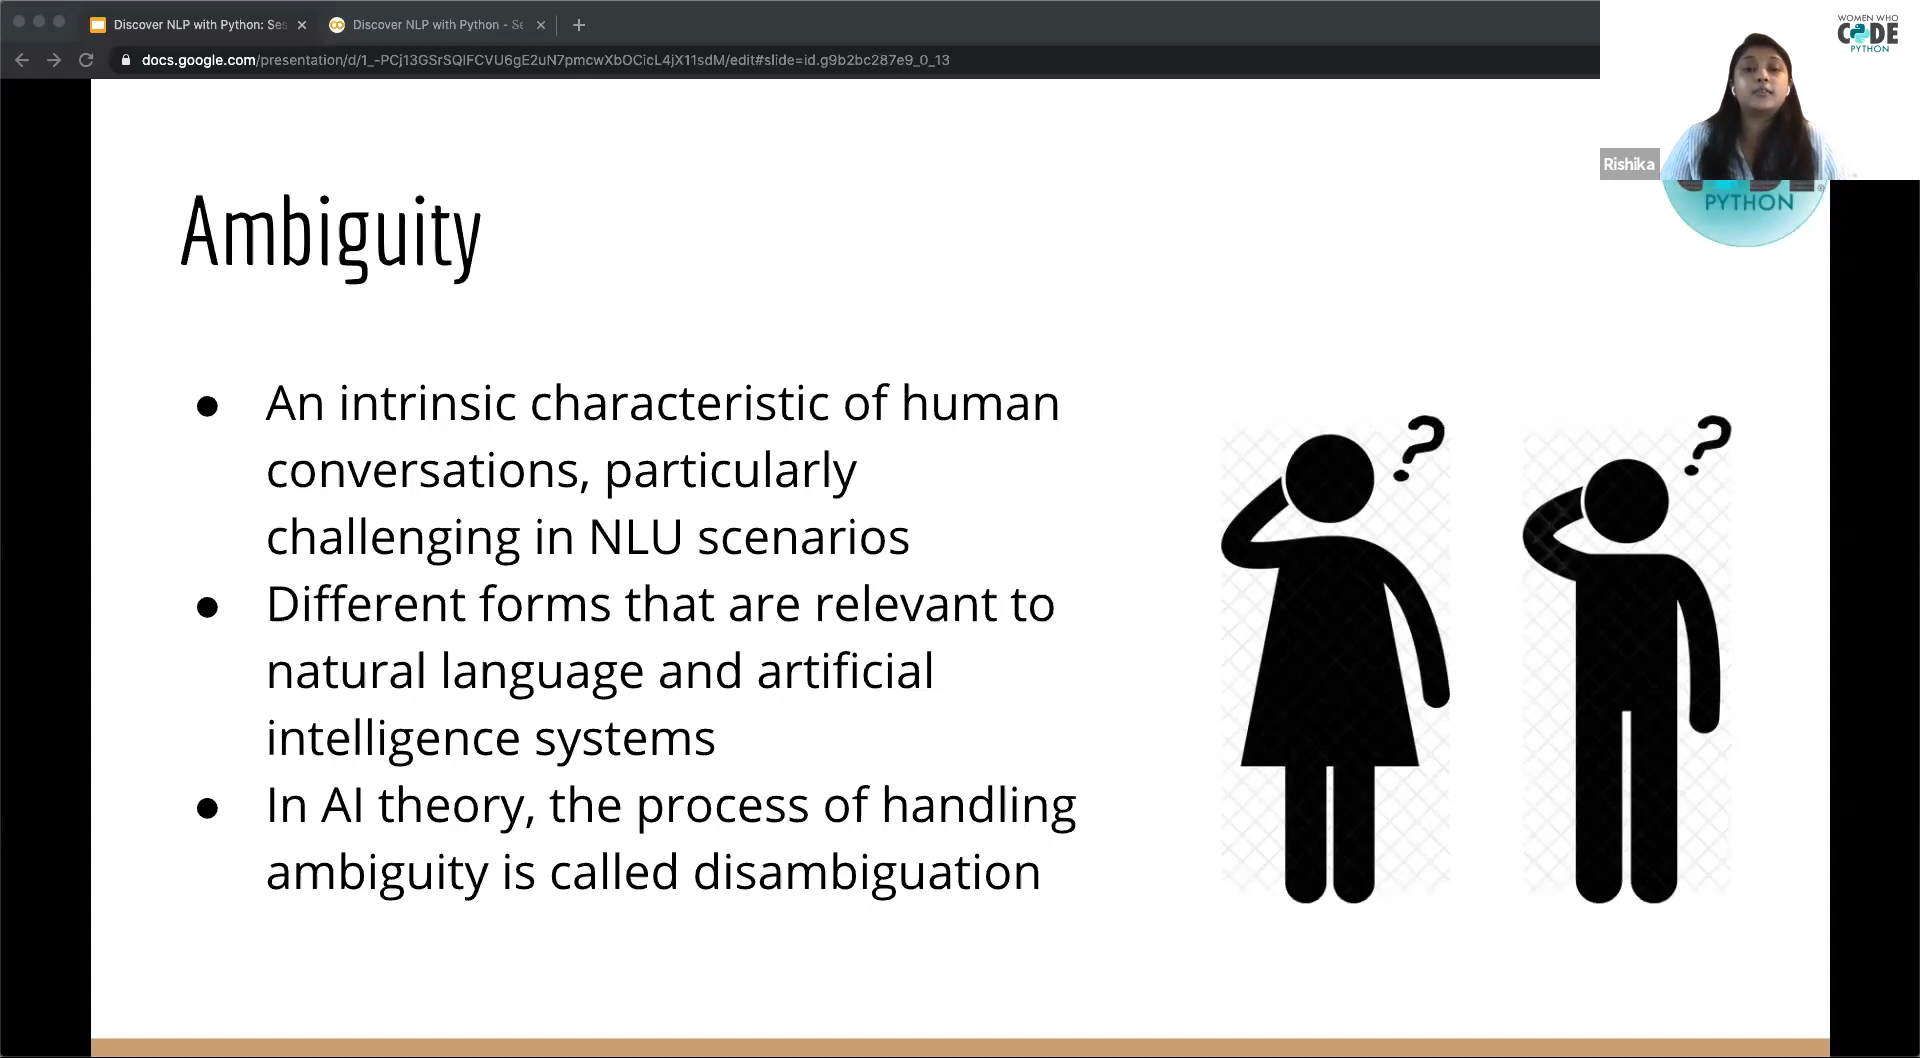 Discover NLP with Python: Ses
Discover NLP with Python - Se
docs.google.com/presentation/d/1_-PCj13GSrSQIFCVU6gE2uN7pmcwXbOCicL4jX11sdM/edit#slide=id.g9b2bc287e9_0_13
WOMEN WHO
CODE
PYTHON
Rishika
PYTHON
Ambiguity
● An intrinsic characteristic of human
conversations, particularly
challenging in NLU scenarios
● Different forms that are relevant to
natural language and artificial
intelligence systems
● In AI theory, the process of handling
ambiguity is called disambiguation
?
?